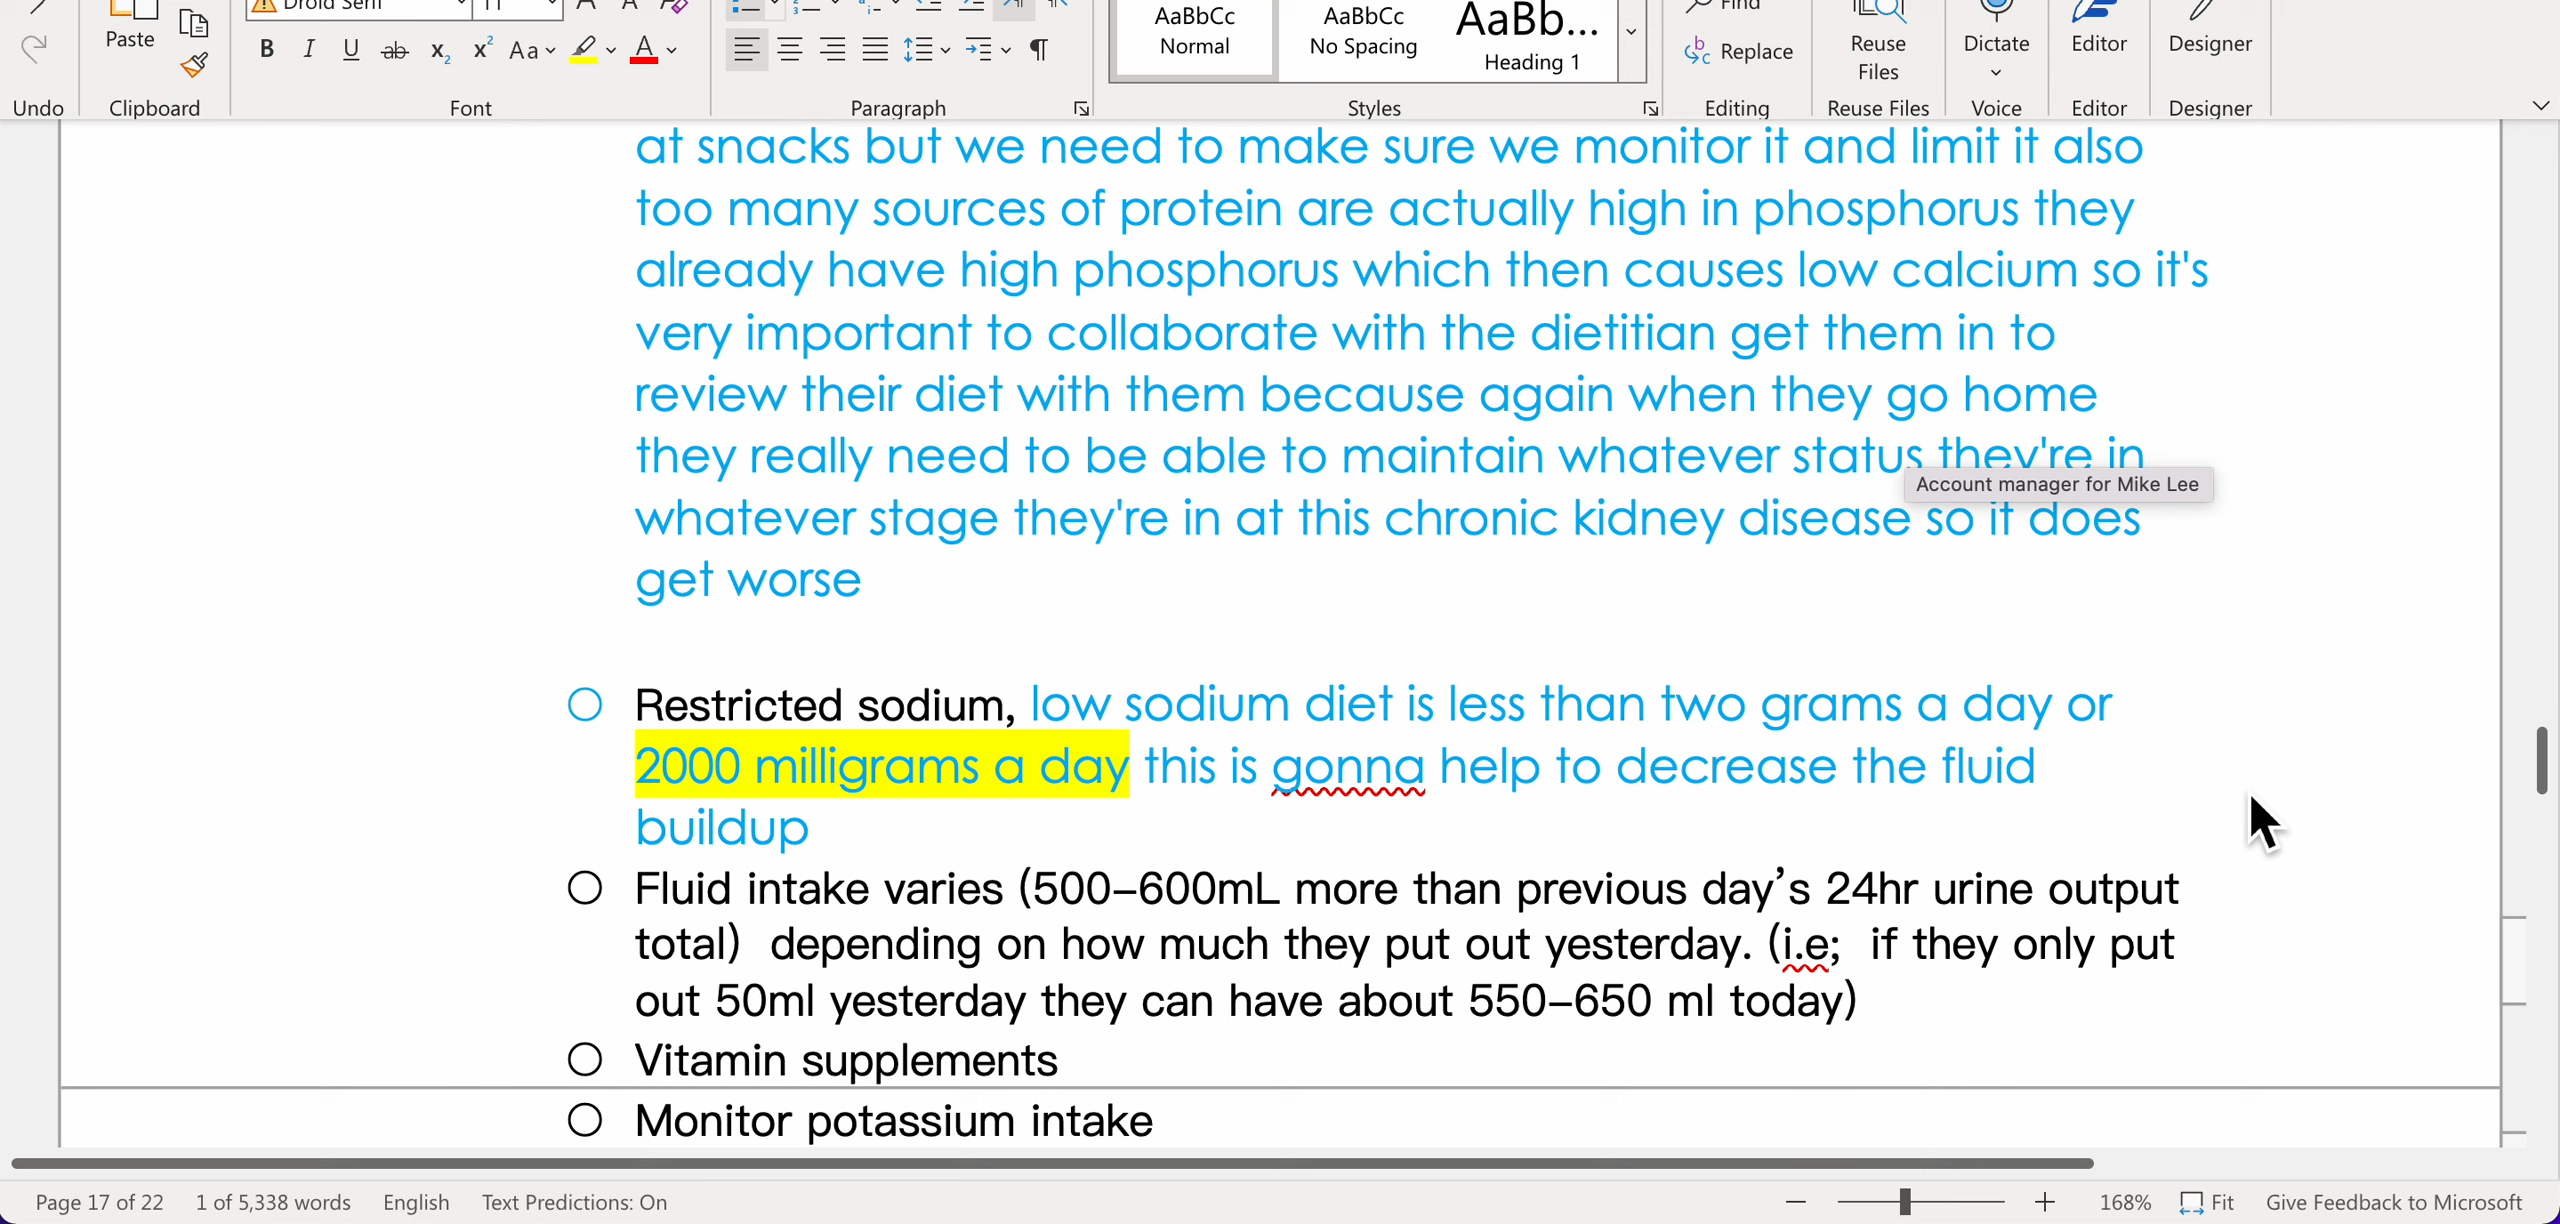 Droid Serif
11
Find
Paste
B I U ab x₂ x² Aa A
AaBbCc
AaBbCc
AaBb...
Normal
No Spacing
Heading 1
Replace
Reuse
Files
Dictate
Editor
Designer
Undo
Clipboard
Font
Paragraph
Styles
Editing
Reuse Files
Voice
Editor
Designer
at snacks but we need to make sure we monitor it and limit it also
too many sources of protein are actually high in phosphorus they
already have high phosphorus which then causes low calcium so it's
very important to collaborate with the dietitian get them in to
review their diet with them because again when they go home
they really need to be able to maintain whatever status they're in
Account manager for Mike Lee
whatever stage they're in at this chronic kidney disease so it does
get worse
Restricted sodium, low sodium diet is less than two grams a day or
2000 milligrams a day this is gonna help to decrease the fluid
buildup
Fluid intake varies (500–600mL more than previous day’s 24hr urine output
total) depending on how much they put out yesterday. (i.e; if they only put
out 50ml yesterday they can have about 550–650 ml today)
Vitamin supplements
Monitor potassium intake
Page 17 of 22
1 of 5,338 words
English
Text Predictions: On
168%
Fit
Give Feedback to Microsoft